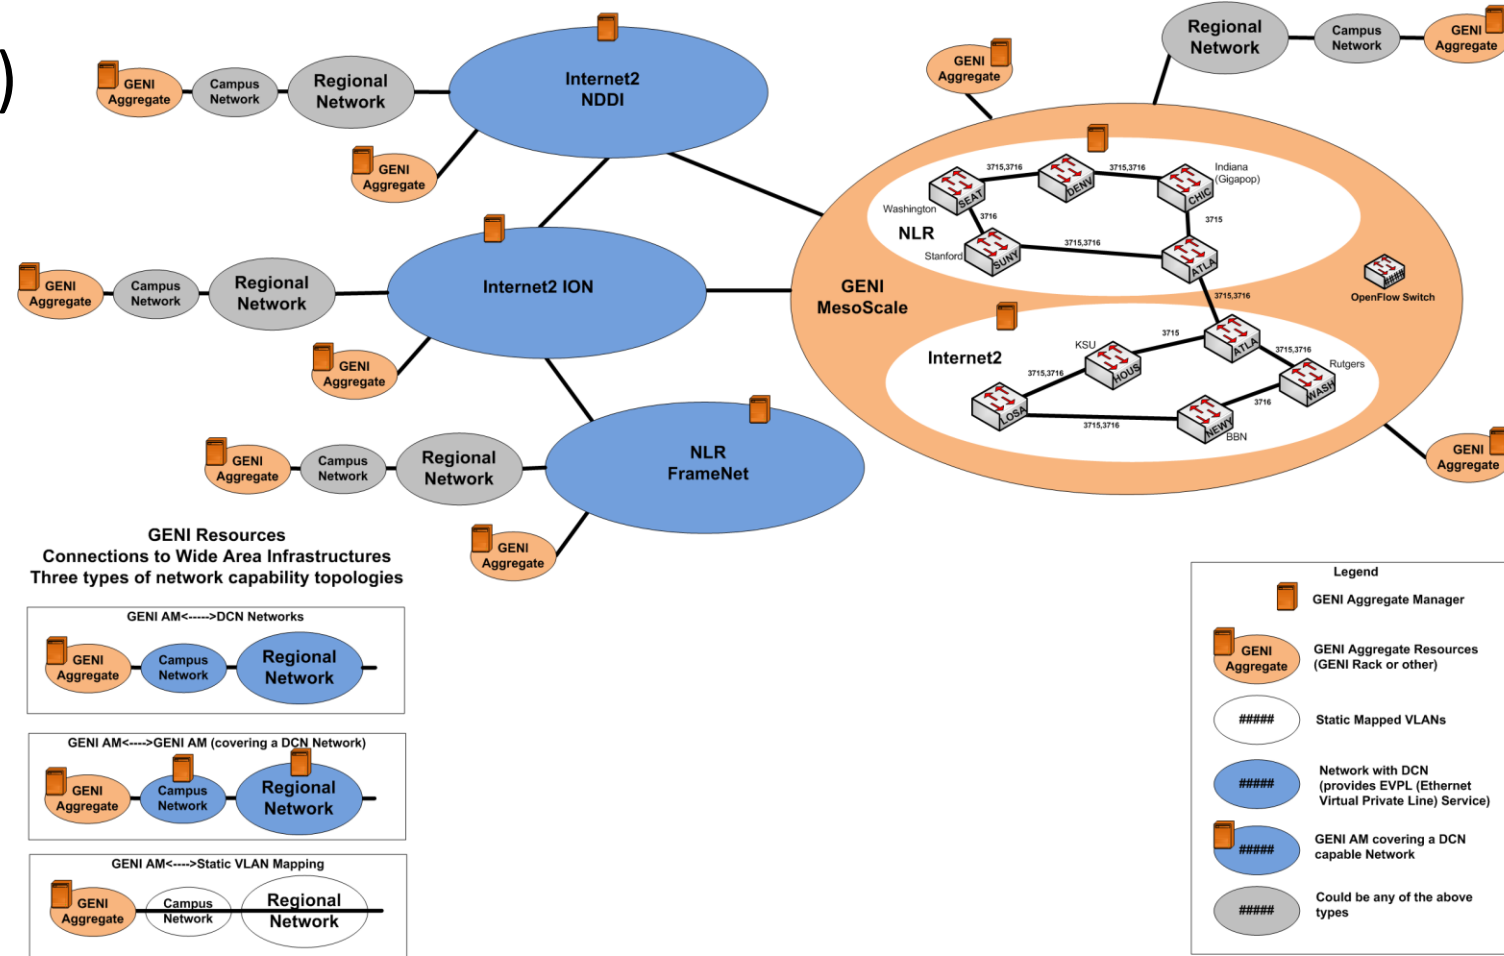 )
GENI
Aggregate
Campus
Network
Regional
Network
Internet2
NDDI
GENI
Aggregate
GENI
Aggregate
Regional
Network
Campus
Network
GENI
Aggregate
GENI
Aggregate
Campus
Network
Regional
Network
Internet2 ION
GENI
Aggregate
GENI
MesoScale
NLR
Washington
SEAT
3715,3716
DENV
3715,3716
CHIC
Indiana
(Gigapop)
3716
3715
Stanford
SUNY
3715,3716
ATLA
3715,3716
####
OpenFlow Switch
Internet2
KSU
HOUS
3715
ATLA
3715,3716
Rutgers
WASH
3715,3716
LOSA
3715,3716
NEWY
BBN
3716
GENI
Aggregate
GENI
Aggregate
Campus
Network
Regional
Network
NLR
FrameNet
GENI
Aggregate
GENI Resources
Connections to Wide Area Infrastructures
Three types of network capability topologies
GENI AM<----->DCN Networks
GENI
Aggregate
Campus
Network
Regional
Network
GENI AM<---->GENI AM (covering a DCN Network)
GENI
Aggregate
Campus
Network
Regional
Network
GENI AM<---->Static VLAN Mapping
GENI
Aggregate
Campus
Network
Regional
Network
Legend
GENI Aggregate Manager
GENI
Aggregate
GENI Aggregate Resources
(GENI Rack or other)
#####
Static Mapped VLANs
#####
Network with DCN
(provides EVPL (Ethernet
Virtual Private Line) Service)
#####
GENI AM covering a DCN
capable Network
#####
Could be any of the above
types